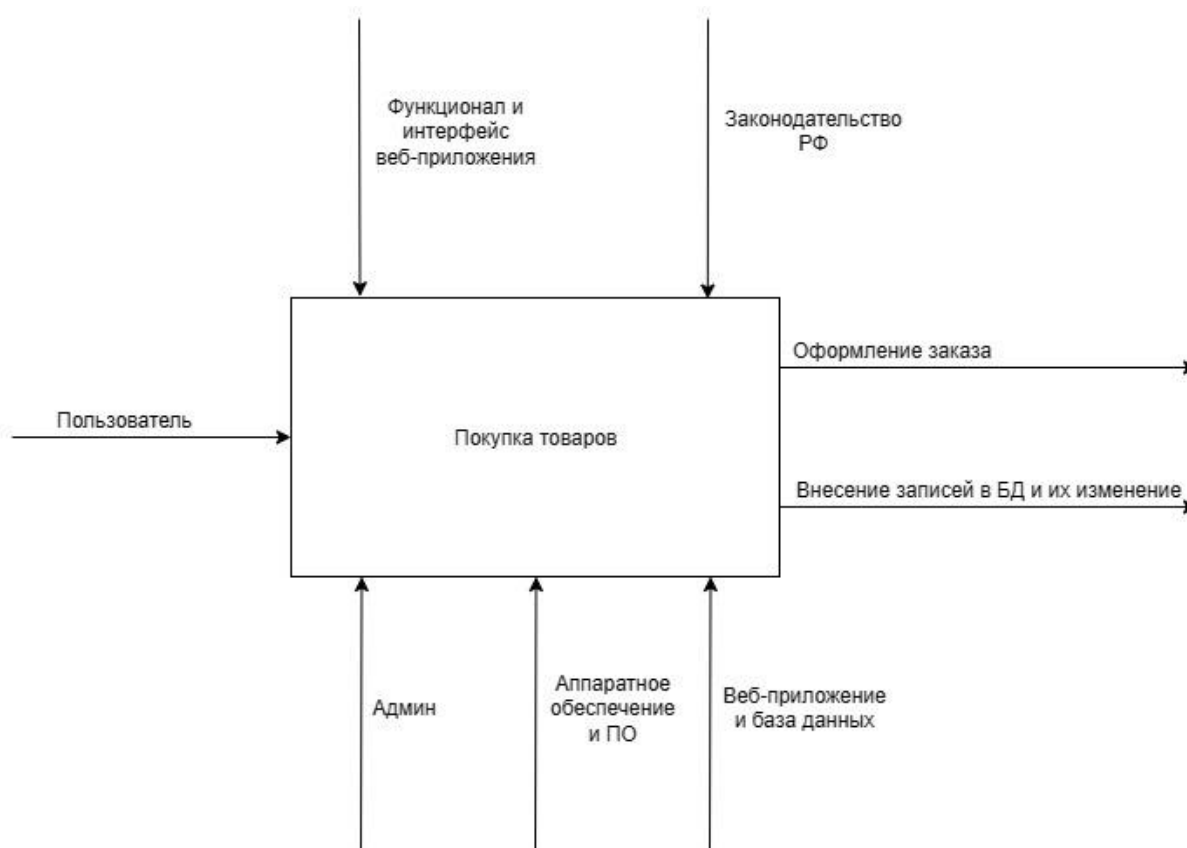 Функционал и
интерфейс
веб-приложения
Законодательство
РФ
Оформление заказа
Пользователь
Покупка товаров
Внесение записей в БД и их изменение
Админ
Аппаратное
обеспечение
и ПО
Веб-приложение
и база данных